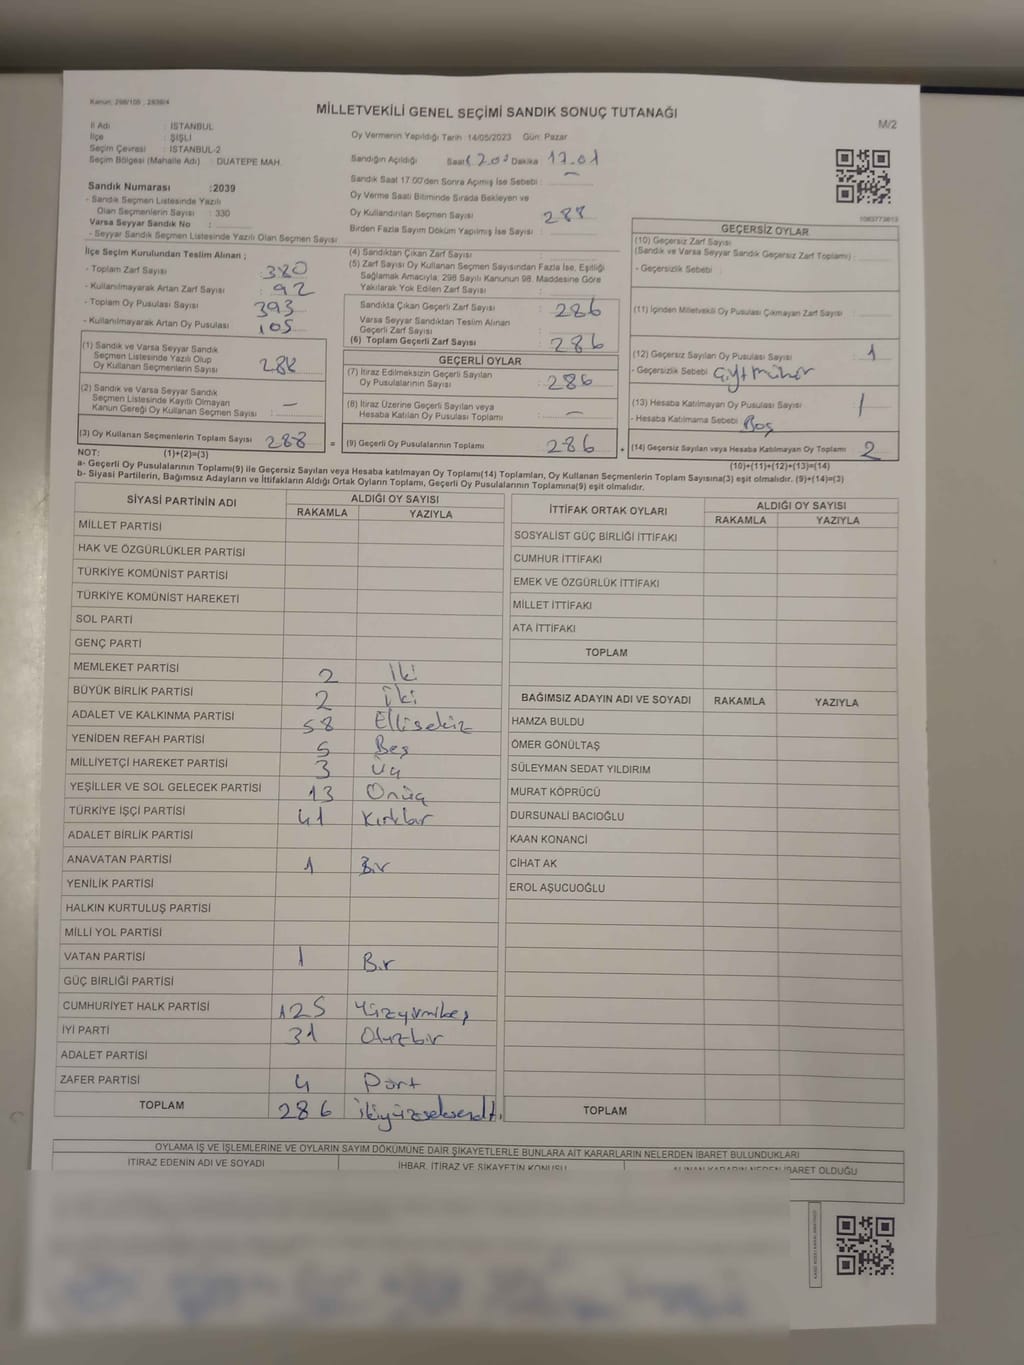 Kanun: 298/105 , 2839/4
MİLLETVEKİLİ GENEL SEÇİMİ SANDIK SONUÇ TUTANAĞI
M/2
İl Adı : İSTANBUL
İlçe : ŞİŞLİ
Seçim Çevresi : İSTANBUL-2
Seçim Bölgesi (Mahalle Adı) : DUATEPE MAH.
Oy Vermenin Yapıldığı Tarih: 14/05/2023 Gün: Pazar
Sandığın Açıldığı Saat Dakika 17.01
Sandık Saat 17:00'den Sonra Açılmış İse Sebebi : -
Oy Verme Saati Bitiminde Sırada Bekleyen ve
Oy Kullandırılan Seçmen Sayısı 288
Birden Fazla Sayım Döküm Yapılmış İse Sayısı :
Sandık Numarası :2039
- Sandık Seçmen Listesinde Yazılı
Olan Seçmenlerin Sayısı : 330
Varsa Seyyar Sandık No :
- Seyyar Sandık Seçmen Listesinde Yazılı Olan Seçmen Sayısı
1083773613
İlçe Seçim Kurulundan Teslim Alınan ;
- Toplam Zarf Sayısı : 380
- Kullanılmayarak Artan Zarf Sayısı : 92
- Toplam Oy Pusulası Sayısı : 393
- Kullanılmayarak Artan Oy Pusulası : 105
(1) Sandık ve Varsa Seyyar Sandık
Seçmen Listesinde Yazılı Olup
Oy Kullanan Seçmenlerin Sayısı : 288
(2) Sandık ve Varsa Seyyar Sandık
Seçmen Listesinde Kayıtlı Olmayan
Kanun Gereği Oy Kullanan Seçmen Sayısı : -
(3) Oy Kullanan Seçmenlerin Toplam Sayısı : 288 =
(4) Sandıktan Çıkan Zarf Sayısı :
(5) Zarf Sayısı Oy Kullanan Seçmen Sayısından Fazla İse, Eşitliği
Sağlamak Amacıyla; 298 Sayılı Kanunun 98. Maddesine Göre
Yakılarak Yok Edilen Zarf Sayısı :
Sandıkta Çıkan Geçerli Zarf Sayısı : 286
Varsa Seyyar Sandıktan Teslim Alınan
Geçerli Zarf Sayısı :
(6) Toplam Geçerli Zarf Sayısı : 286
GEÇERLİ OYLAR
(7) İtiraz Edilmeksizin Geçerli Sayılan
Oy Pusulalarının Sayısı : 286
(8) İtiraz Üzerine Geçerli Sayılan veya
Hesaba Katılan Oy Pusulası Toplamı : -
(9) Geçerli Oy Pusulalarının Toplamı : 286 +
GEÇERSİZ OYLAR
(10) Geçersiz Zarf Sayısı
(Sandık ve Varsa Seyyar Sandık Geçersiz Zarf Toplamı) :
- Geçersizlik Sebebi :
(11) İçinden Milletvekili Oy Pusulası Çıkmayan Zarf Sayısı :
(12) Geçersiz Sayılan Oy Pusulası Sayısı : 1
- Geçersizlik Sebebi : çift mühür
(13) Hesaba Katılmayan Oy Pusulası Sayısı : 1
- Hesaba Katılmama Sebebi : Boş
(14) Geçersiz Sayılan veya Hesaba Katılmayan Oy Toplamı : 2
NOT: (1)+(2)=(3)
(10)+(11)+(12)+(13)=(14)
a- Geçerli Oy Pusulalarının Toplamı(9) ile Geçersiz Sayılan veya Hesaba katılmayan Oy Toplamı(14) Toplamları, Oy Kullanan Seçmenlerin Toplam Sayısına(3) eşit olmalıdır. (9)+(14)=(3)
b- Siyasi Partilerin, Bağımsız Adayların ve İttifakların Aldığı Ortak Oyların Toplamı, Geçerli Oy Pusulalarının Toplamına(9) eşit olmalıdır.
SİYASİ PARTİNİN ADI ALDIĞI OY SAYISI
RAKAMLA YAZIYLA
MİLLET PARTİSİ
HAK VE ÖZGÜRLÜKLER PARTİSİ
TÜRKİYE KOMÜNİST PARTİSİ
TÜRKİYE KOMÜNİST HAREKETİ
SOL PARTİ
GENÇ PARTİ
MEMLEKET PARTİSİ 2 İki
BÜYÜK BİRLİK PARTİSİ 2 İki
ADALET VE KALKINMA PARTİSİ 58 Ellisekiz
YENİDEN REFAH PARTİSİ 5 Beş
MİLLİYETÇİ HAREKET PARTİSİ 3 Üç
YEŞİLLER VE SOL GELECEK PARTİSİ 13 Onüç
TÜRKİYE İŞÇİ PARTİSİ 41 Kırkbir
ADALET BİRLİK PARTİSİ
ANAVATAN PARTİSİ 1 Bir
YENİLİK PARTİSİ
HALKIN KURTULUŞ PARTİSİ
MİLLİ YOL PARTİSİ
VATAN PARTİSİ 1 Bir
GÜÇ BİRLİĞİ PARTİSİ
CUMHURİYET HALK PARTİSİ 125 Yüzyirmibeş
İYİ PARTİ 31 Otuzbir
ADALET PARTİSİ
ZAFER PARTİSİ 4 Dört
TOPLAM 286 İkiyüzseksenaltı
İTTİFAK ORTAK OYLARI ALDIĞI OY SAYISI
RAKAMLA YAZIYLA
SOSYALİST GÜÇ BİRLİĞİ İTTİFAKI
CUMHUR İTTİFAKI
EMEK VE ÖZGÜRLÜK İTTİFAKI
MİLLET İTTİFAKI
ATA İTTİFAKI
TOPLAM
BAĞIMSIZ ADAYIN ADI VE SOYADI RAKAMLA YAZIYLA
HAMZA BULDU
ÖMER GÖNÜLTAŞ
SÜLEYMAN SEDAT YILDIRIM
MURAT KÖPRÜCÜ
DURSUNALİ BACIOĞLU
KAAN KONANCİ
CİHAT AK
EROL AŞUCUOĞLU
TOPLAM
OYLAMA İŞ VE İŞLEMLERİNE VE OYLARIN SAYIM DÖKÜMÜNE DAİR ŞİKAYETLERLE BUNLARA AİT KARARLARIN NELERDEN İBARET BULUNDUKLARI
İTİRAZ EDENİN ADI VE SOYADI İHBAR, İTİRAZ VE ŞİKAYETİN KONUSU ALINAN KARARIN NEDEN İBARET OLDUĞU